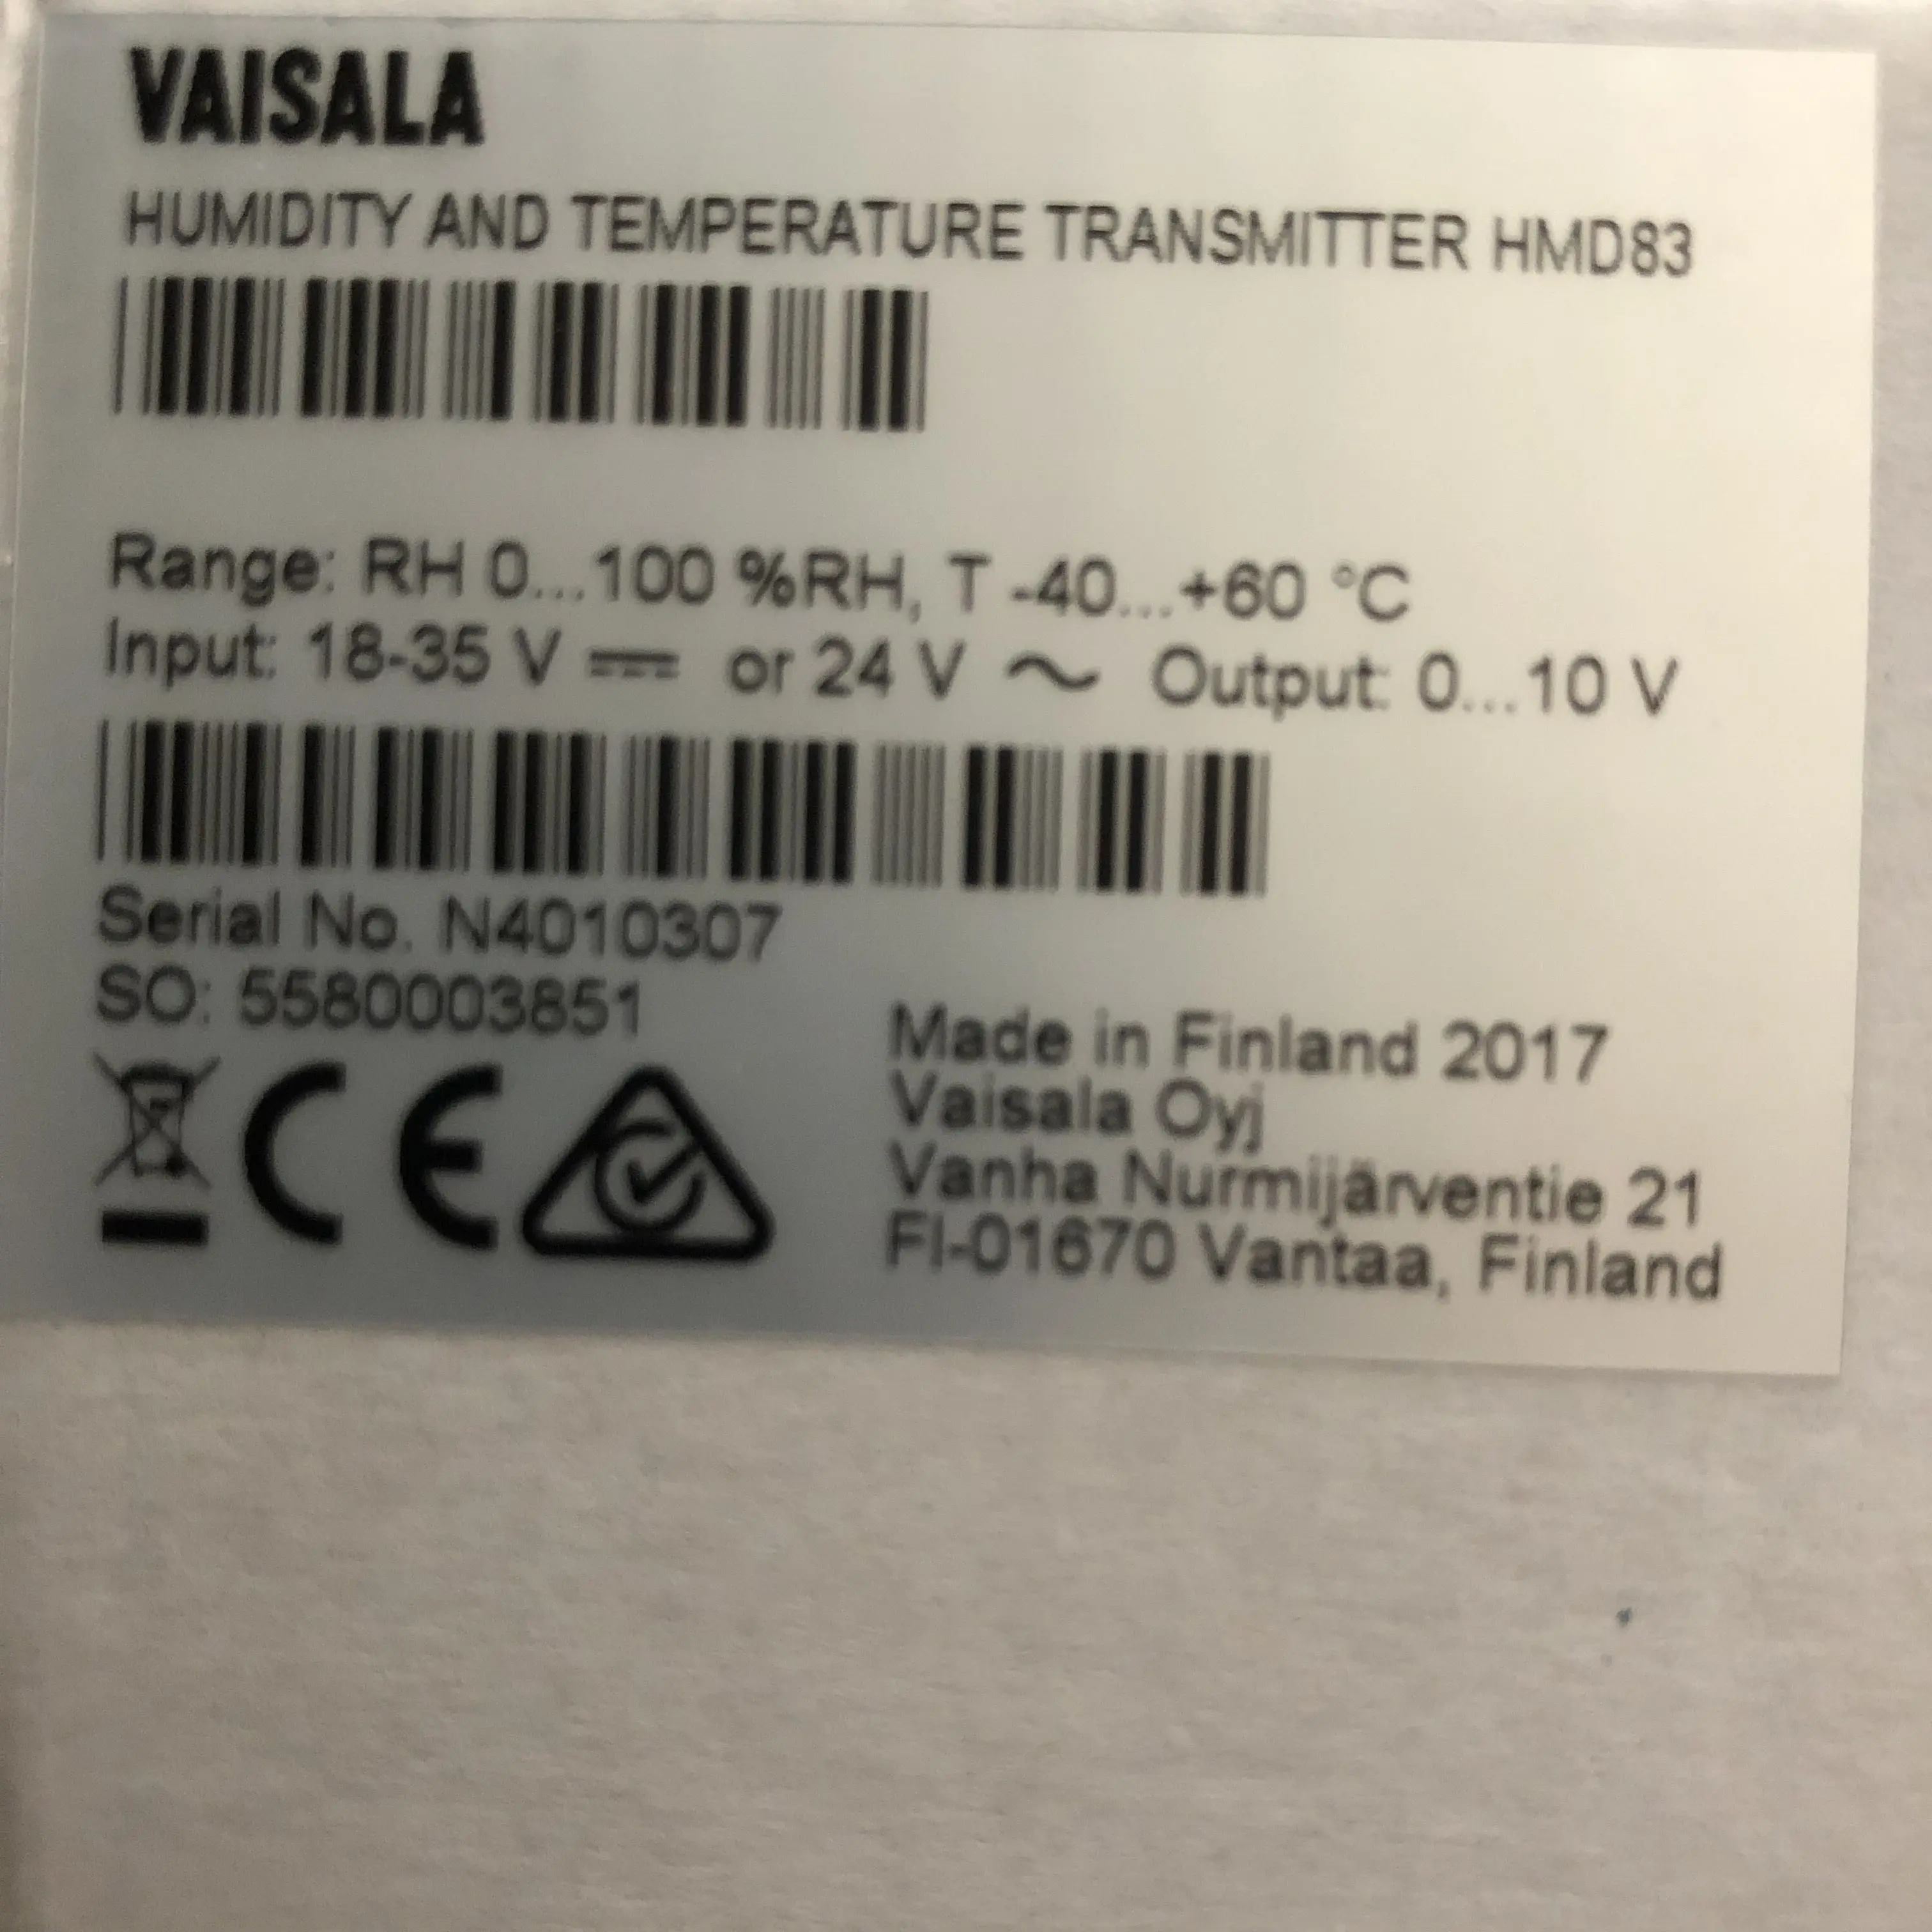 VAISALA
HUMIDITY AND TEMPERATURE TRANSMITTER HMD83
Range: RH 0...100 %RH, T -40...+60 °C
Input: 18-35 V ⎓ or 24 V ~ Output: 0...10 V
Serial No. N4010307
SO: 5580003851
Made in Finland 2017
Vaisala Oyj
Vanha Nurmijärventie 21
FI-01670 Vantaa, Finland
CE